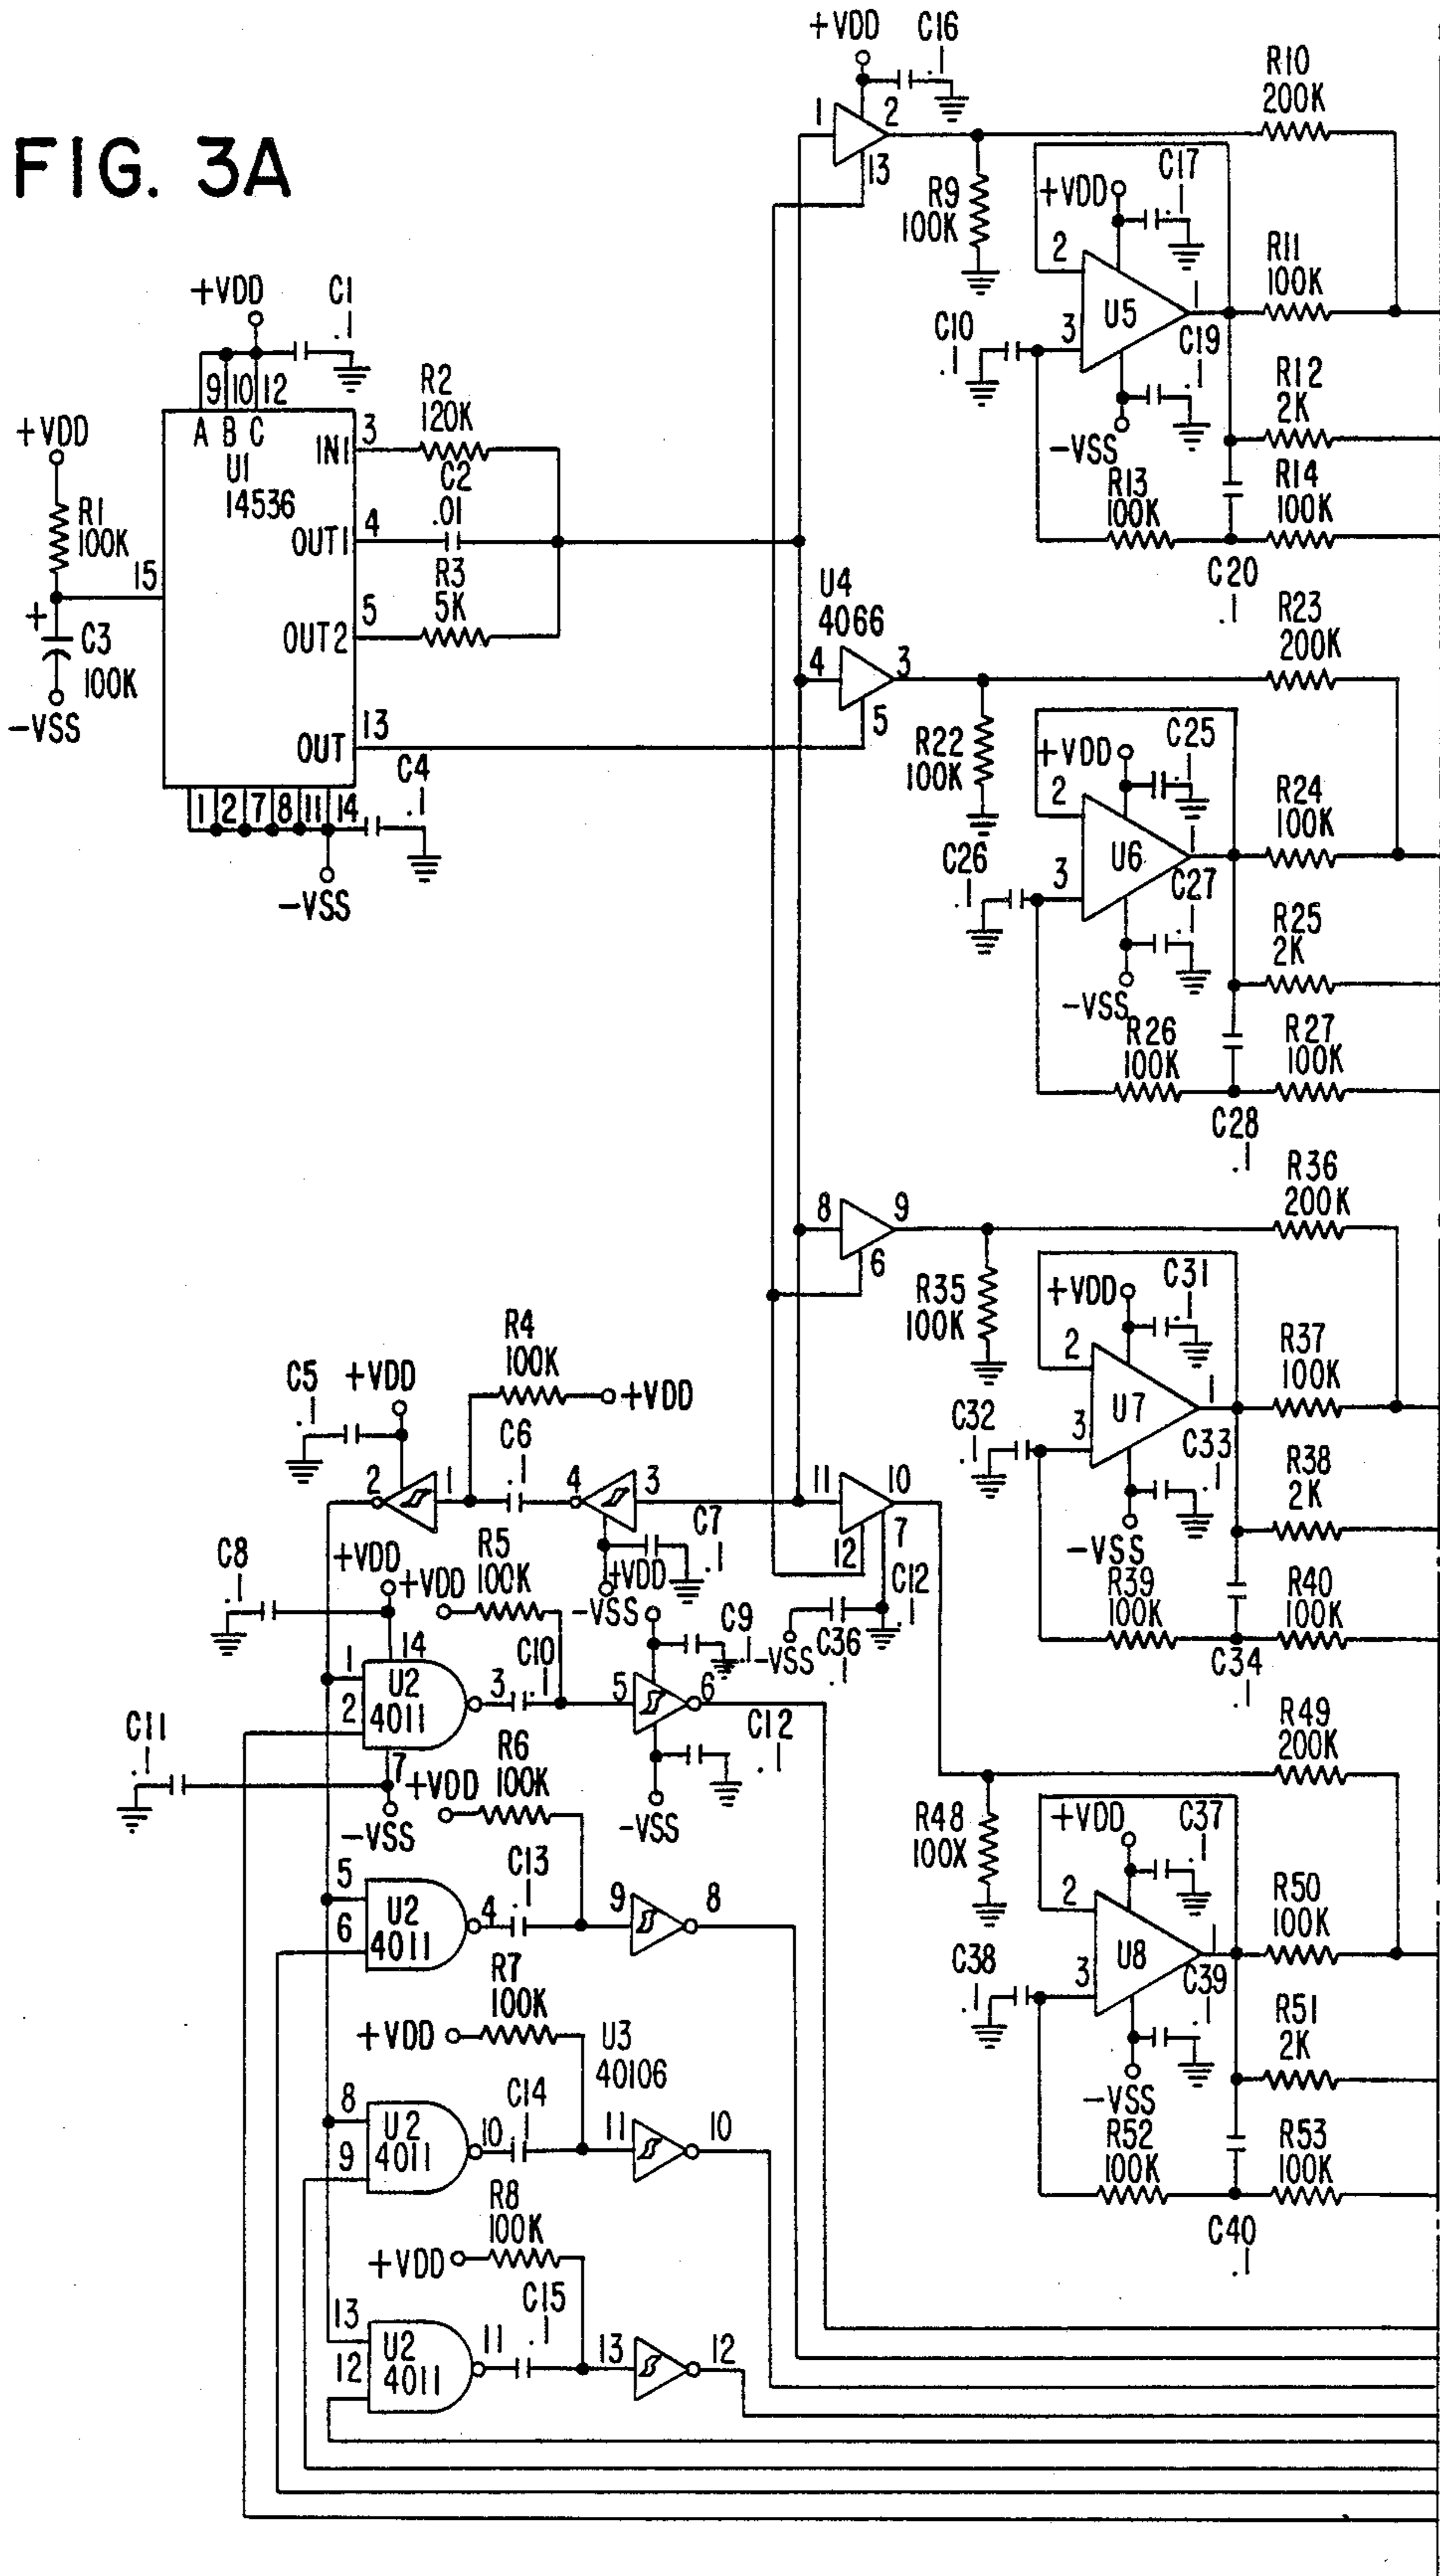 FIG. 3A
+VDD
C16
.1
1
2
13
R9
100K
R10
200K
+VDD
C17
.1
2
3
U5
1
R11
100K
C10
.1
C19
.1
-VSS
R12
2K
R13
100K
R14
100K
C20
.1
+VDD
C1
.1
9
10
12
A
B
C
U1
14536
IN1
3
R2
120K
C2
.01
OUT1
4
R3
5K
OUT2
5
OUT
13
+VDD
R1
100K
15
+
C3
100K
-VSS
1
2
7
8
11
14
C4
.1
-VSS
U4
4066
4
3
5
R22
100K
R23
200K
+VDD
C25
.1
2
3
U6
1
R24
100K
C26
.1
C27
.1
-VSS
R25
2K
R26
100K
R27
100K
C28
.1
8
9
6
R35
100K
R36
200K
+VDD
C31
.1
2
3
U7
1
R37
100K
C32
.1
C33
.1
-VSS
R38
2K
R39
100K
R40
100K
C34
.1
C5
.1
+VDD
R4
100K
+VDD
2
1
C6
.1
4
3
C7
.1
+VDD
11
10
12
7
C12
.1
-VSS
C36
.1
C8
.1
+VDD
+VDD
R5
100K
-VSS
C9
.1
14
1
2
U2
4011
3
C10
.1
5
6
C12
.1
-VSS
C11
.1
7
-VSS
+VDD
R6
100K
C13
.1
5
6
U2
4011
4
9
8
R7
100K
+VDD
U3
40106
C14
.1
8
9
U2
4011
10
11
10
R8
100K
+VDD
C15
.1
13
12
U2
4011
11
13
12
R48
100X
R49
200K
+VDD
C37
.1
2
3
U8
1
R50
100K
C38
.1
C39
.1
-VSS
R51
2K
R52
100K
R53
100K
C40
.1